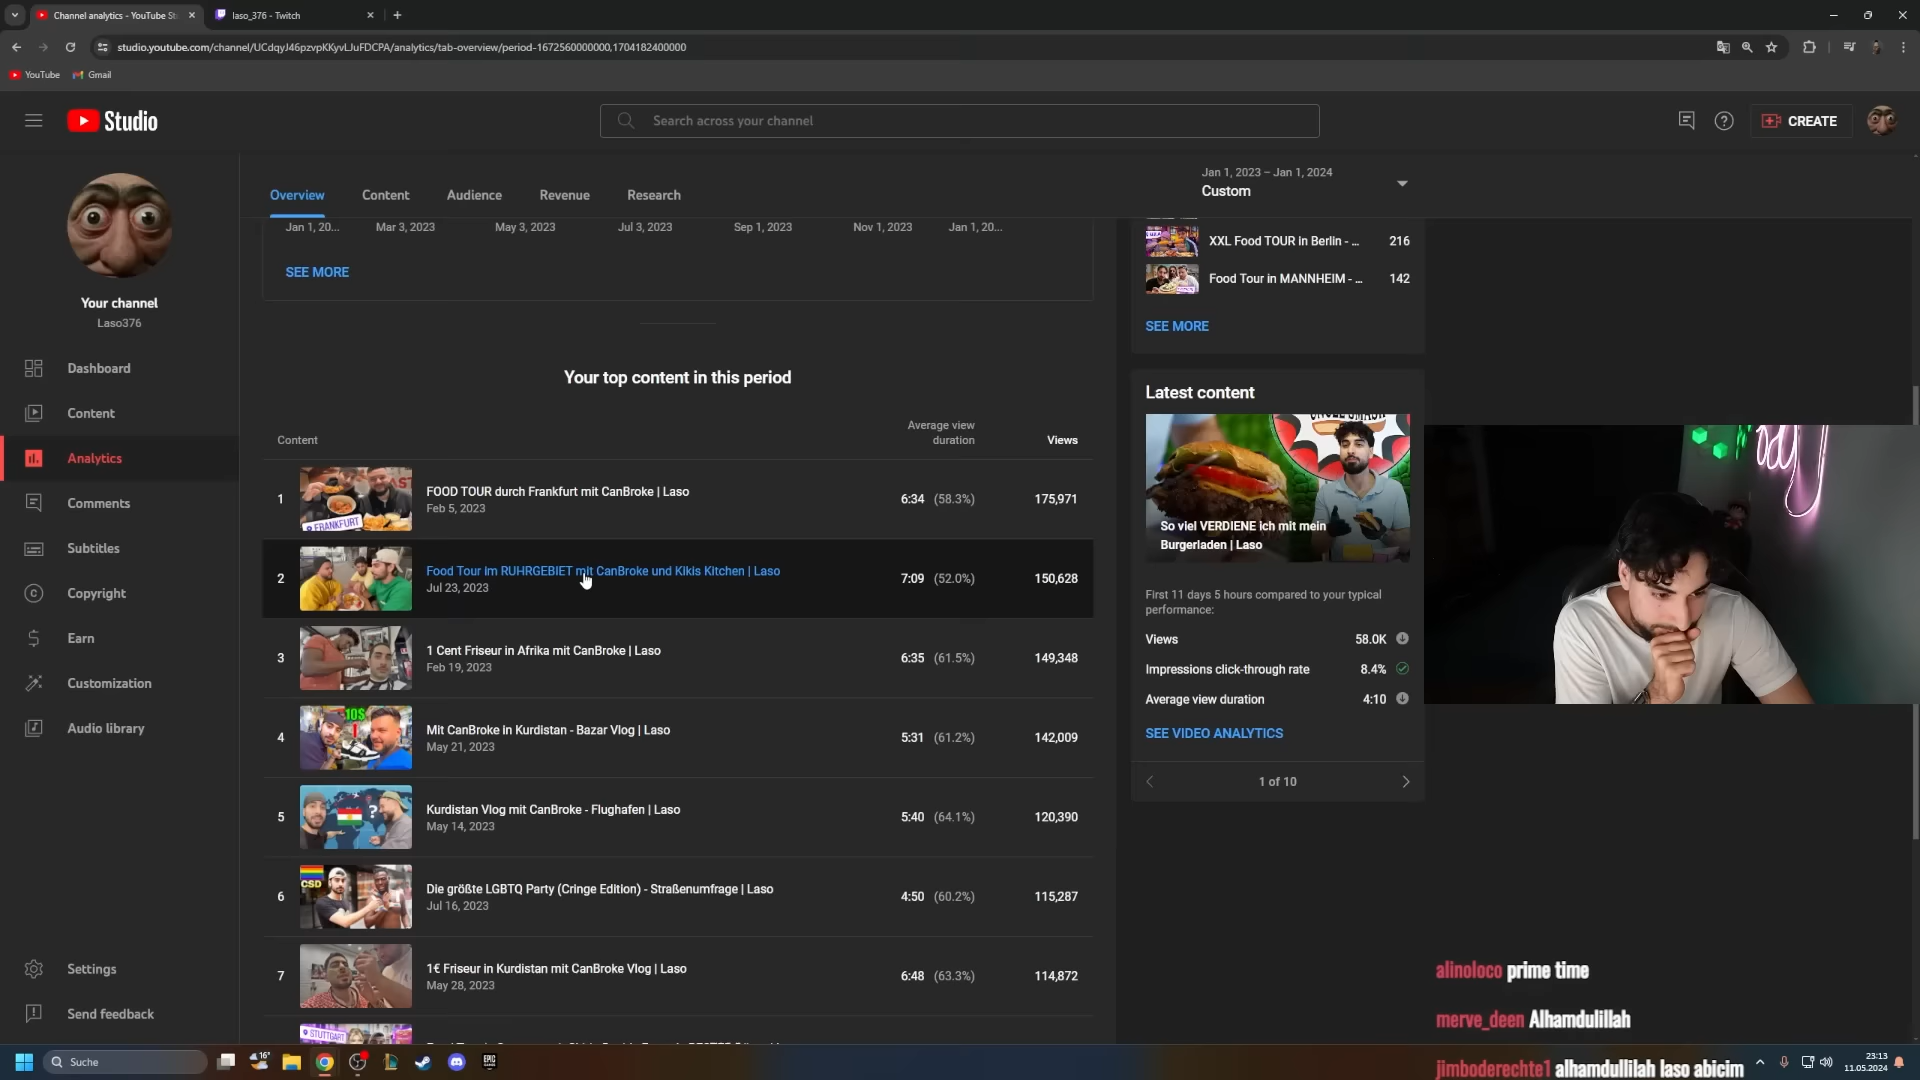 Channel analytics - YouTube St
laso_376 - Twitch
studio.youtube.com/channel/UCdqyJ46pzvpKKyvLJuFDCPA/analytics/tab-overview/period-1672560000000,1704182400000
YouTube
Gmail
Studio
Search across your channel
CREATE
Your channel
Laso376
Dashboard
Content
Analytics
Comments
Subtitles
Copyright
Earn
Customization
Audio library
Settings
Send feedback
Overview
Content
Audience
Revenue
Research
Jan 1, 2023 – Jan 1, 2024
Custom
Jan 1, 20...
Mar 3, 2023
May 3, 2023
Jul 3, 2023
Sep 1, 2023
Nov 1, 2023
Jan 1, 20...
SEE MORE
Your top content in this period
Content
Average view
duration
Views
1
FRANKFURT
FOOD TOUR durch Frankfurt mit CanBroke | Laso
Feb 5, 2023
6:34 (58.3%)
175,971
2
Food Tour im RUHRGEBIET mit CanBroke und Kikis Kitchen | Laso
Jul 23, 2023
7:09 (52.0%)
150,628
3
1 Cent Friseur in Afrika mit CanBroke | Laso
Feb 19, 2023
6:35 (61.5%)
149,348
4
10$
Mit CanBroke in Kurdistan - Bazar Vlog | Laso
May 21, 2023
5:31 (61.2%)
142,009
5
?
Kurdistan Vlog mit CanBroke - Flughafen | Laso
May 14, 2023
5:40 (64.1%)
120,390
6
CSD
Die größte LGBTQ Party (Cringe Edition) - Straßenumfrage | Laso
Jul 16, 2023
4:50 (60.2%)
115,287
7
1€ Friseur in Kurdistan mit CanBroke Vlog | Laso
May 28, 2023
6:48 (63.3%)
114,872
STUTTGART
XXL Food TOUR in Berlin - ...
216
Food Tour in MANNHEIM - ...
142
SEE MORE
Latest content
So viel VERDIENE ich mit mein
Burgerladen | Laso
First 11 days 5 hours compared to your typical
performance:
Views
58.0K
Impressions click-through rate
8.4%
Average view duration
4:10
SEE VIDEO ANALYTICS
1 of 10
alinoloco prime time
merve_deen Alhamdulillah
jimboderechte1 alhamdullilah laso abicim
Suche
16°
EPIC
23:13
11.05.2024